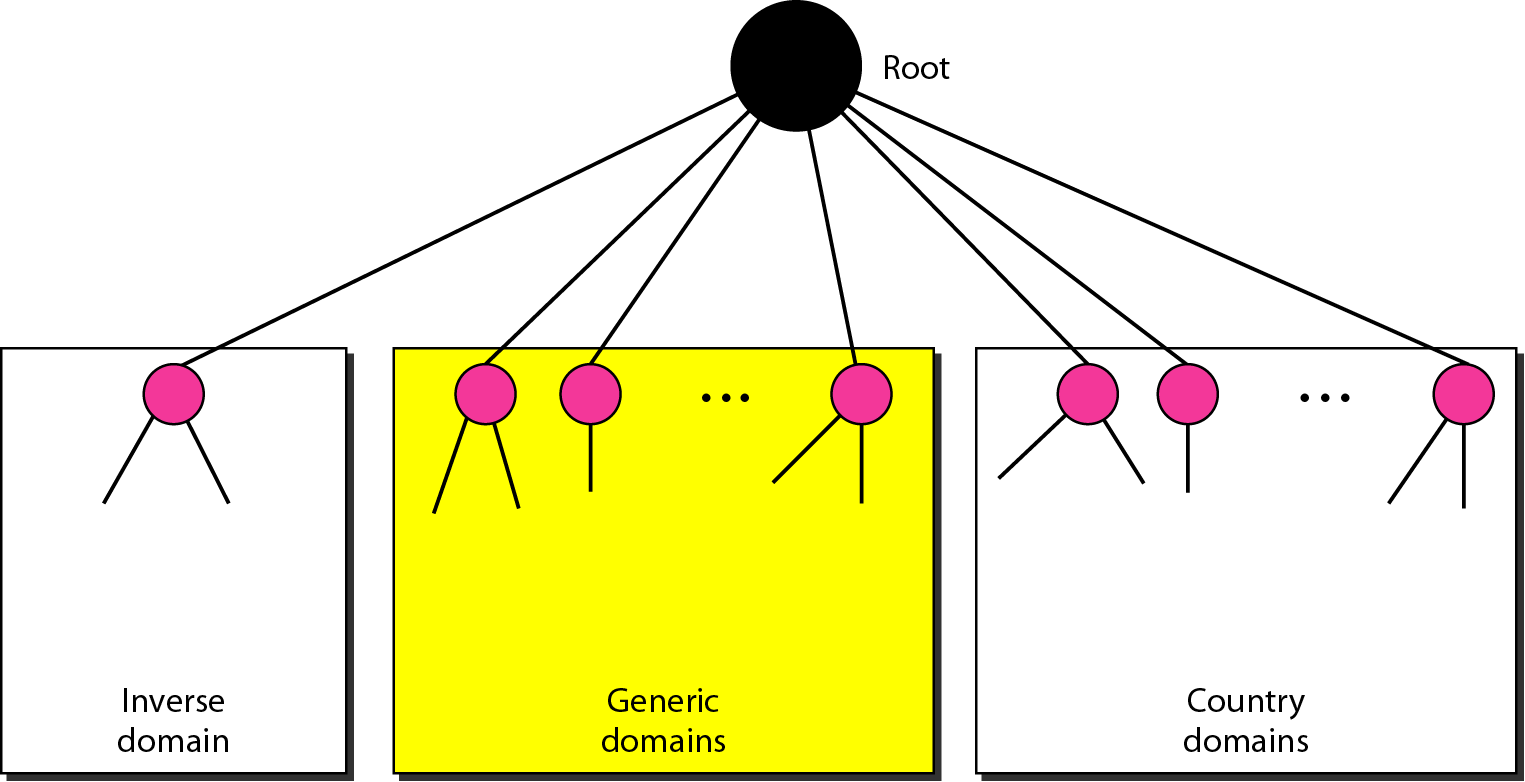 Root
...
...
Inverse
domain
Generic
domains
Country
domains